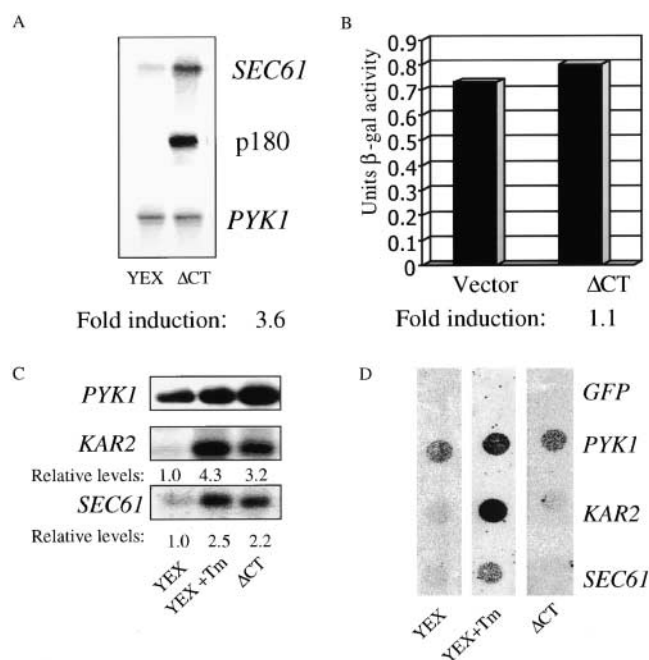 A
SEC61
p180
PYK1
YEX ΔCT
Fold induction: 3.6
B
Units β-gal activity
0.9
0.8
0.7
0.6
0.5
0.4
0.3
0.2
0.1
0
Vector ΔCT
Fold induction: 1.1
C
PYK1
KAR2
Relative levels: 1.0 4.3 3.2
SEC61
Relative levels: 1.0 2.5 2.2
YEX YEX+Tm ΔCT
D
GFP
PYK1
KAR2
SEC61
YEX YEX+Tm ΔCT